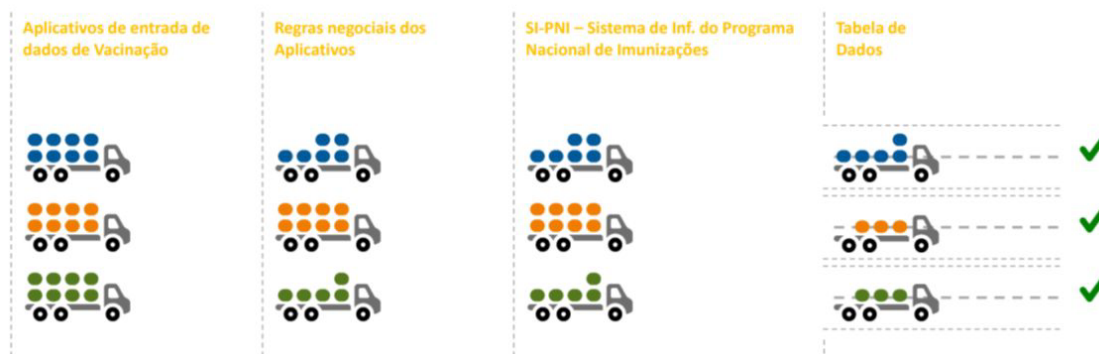 Aplicativos de entrada de
dados de Vacinação
Regras negociais dos
Aplicativos
SI-PNI – Sistema de Inf. do Programa
Nacional de Imunizações
Tabela de
Dados